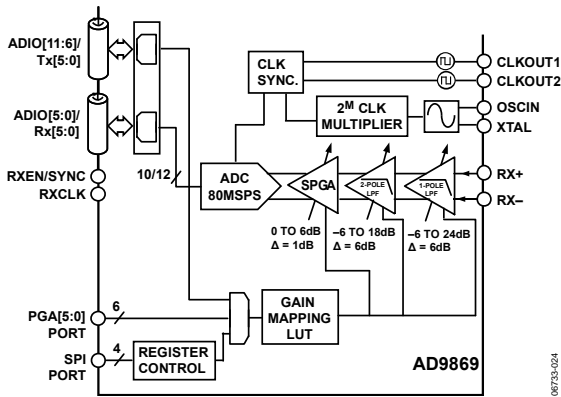 ADIO[11:6]/
Tx[5:0]
ADIO[5:0]/
Rx[5:0]
RXEN/SYNC
RXCLK
10/12
CLK
SYNC.
2M CLK
MULTIPLIER
CLKOUT1
CLKOUT2
OSCIN
XTAL
ADC
80MSPS
SPGA
2-POLE
LPF
1-POLE
LPF
RX+
RX–
0 TO 6dB
Δ = 1dB
–6 TO 18dB
Δ = 6dB
–6 TO 24dB
Δ = 6dB
PGA[5:0]
PORT
6
SPI
PORT
4
REGISTER
CONTROL
GAIN
MAPPING
LUT
AD9869
06733-024